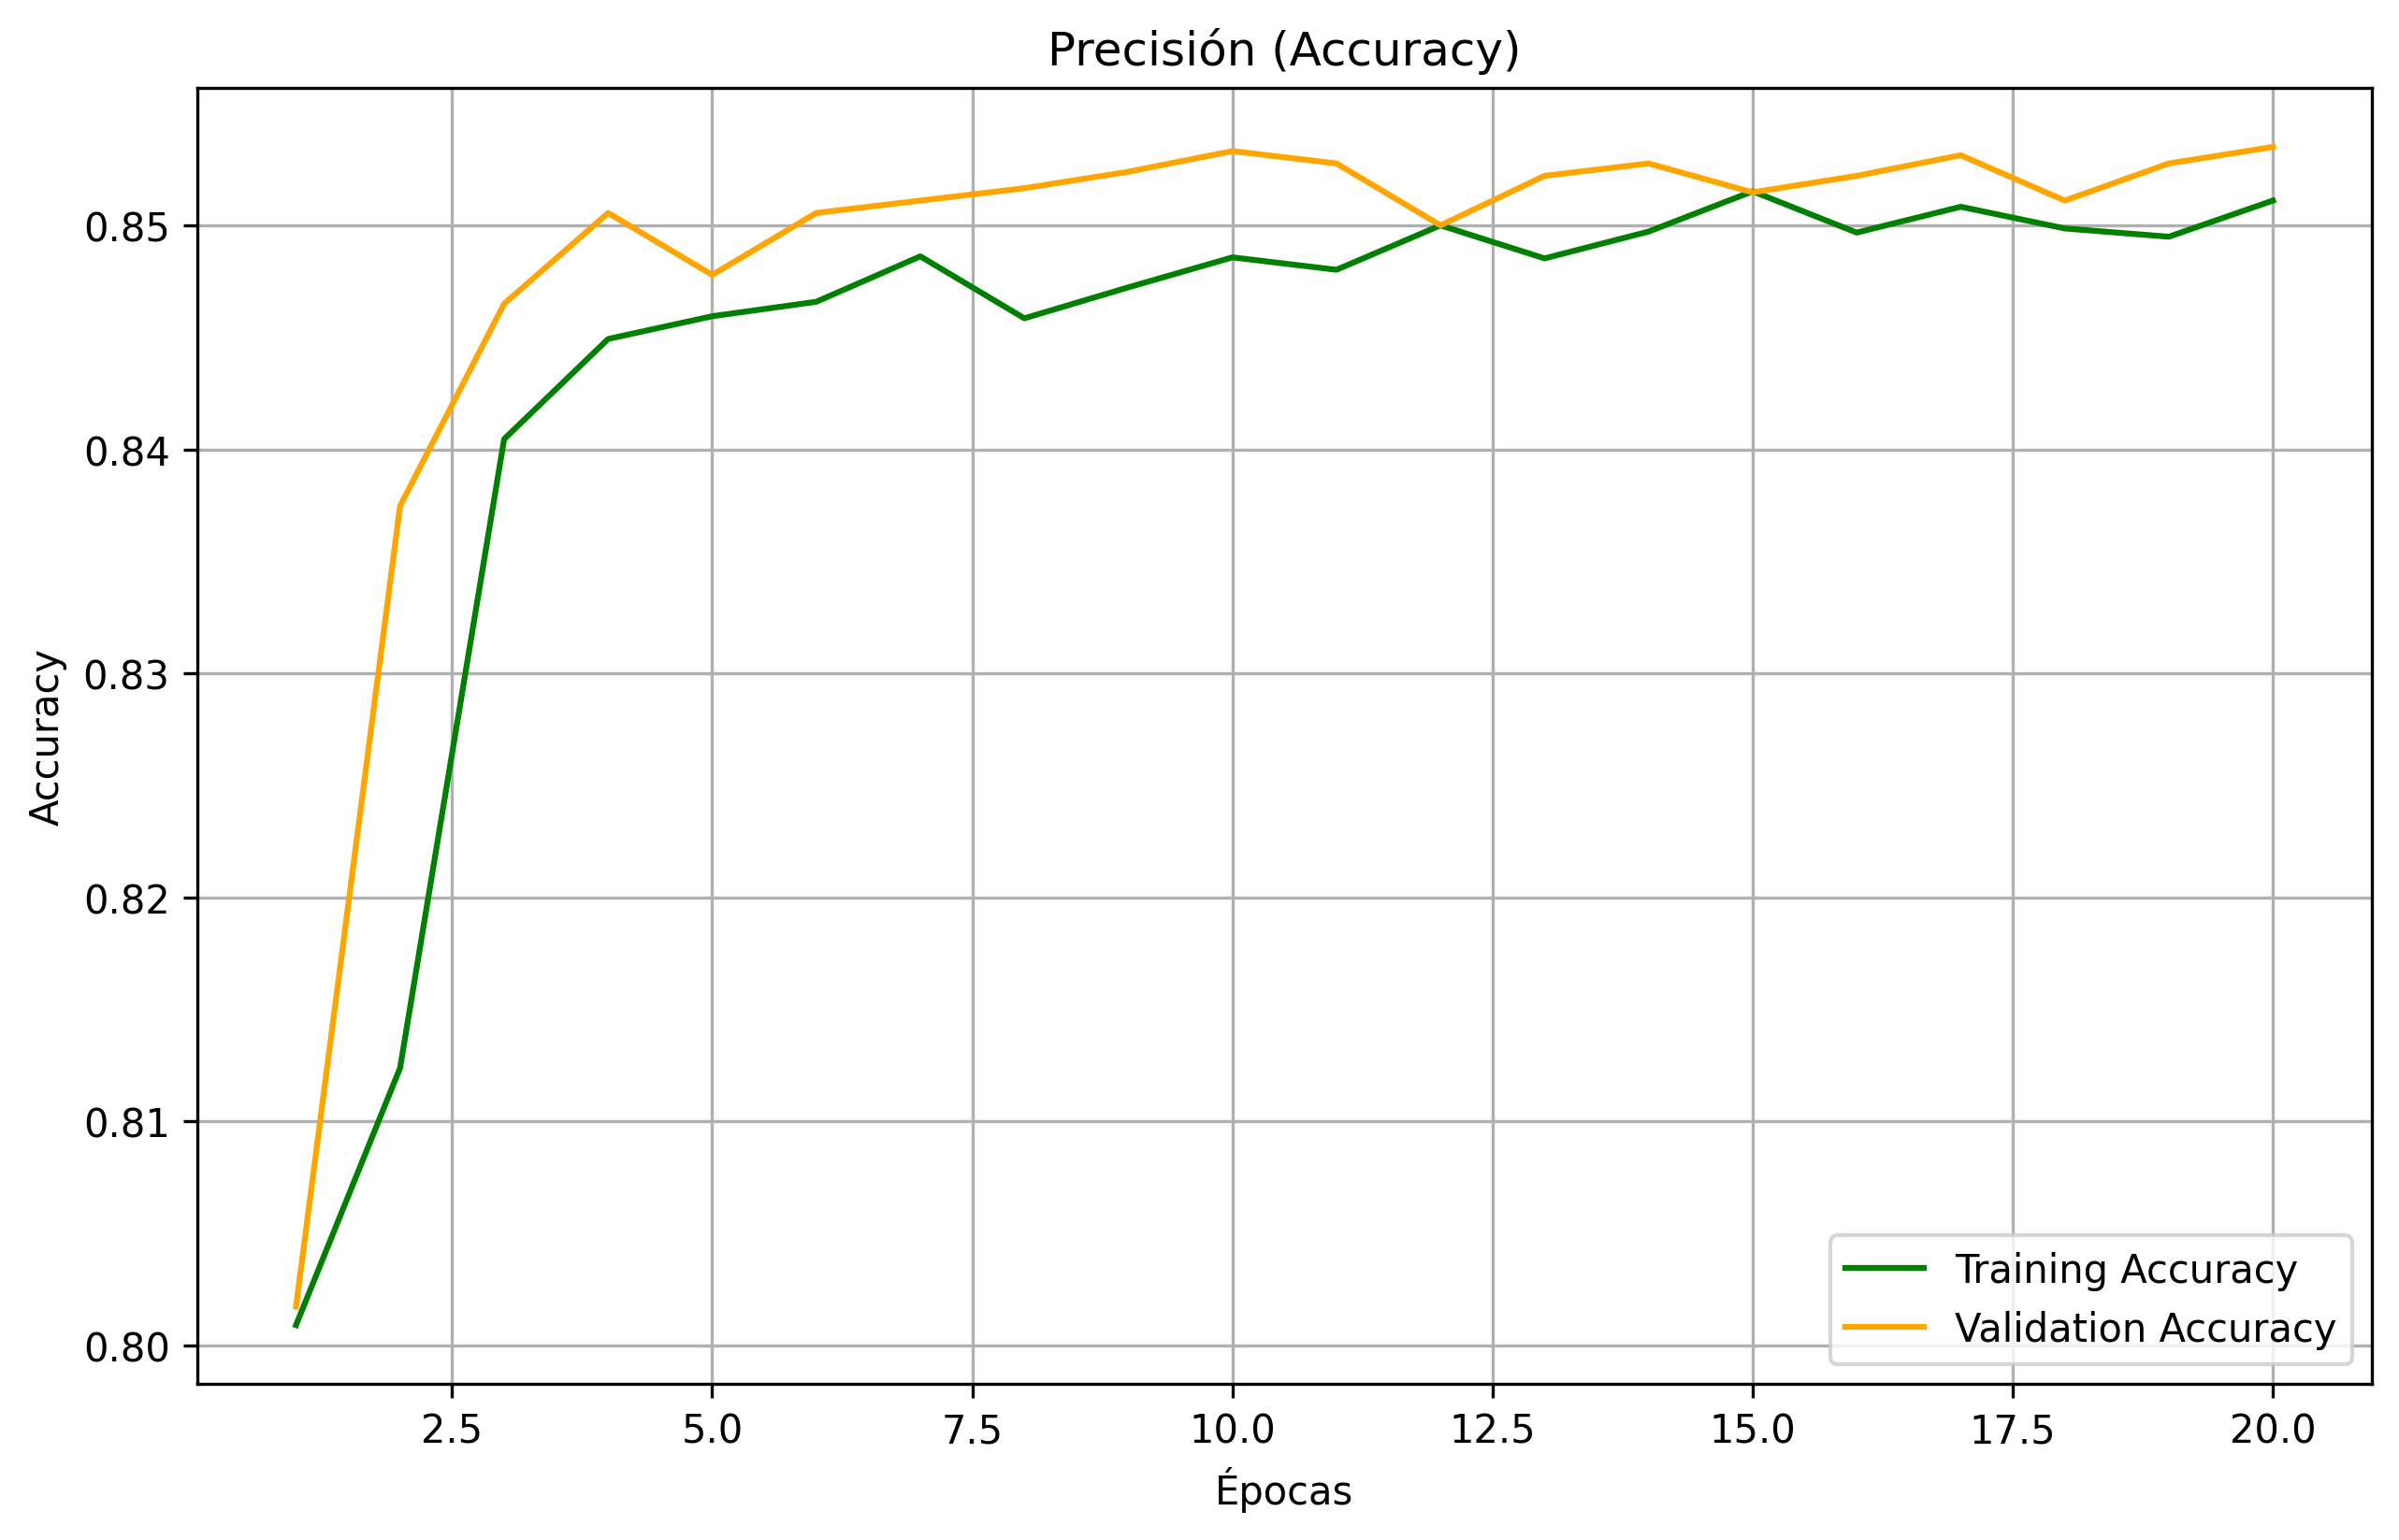 Precisión (Accuracy)
Accuracy
0.85
0.84
0.83
0.82
0.81
0.80
2.5 5.0 7.5 10.0 12.5 15.0 17.5 20.0
Épocas
Training Accuracy
Validation Accuracy